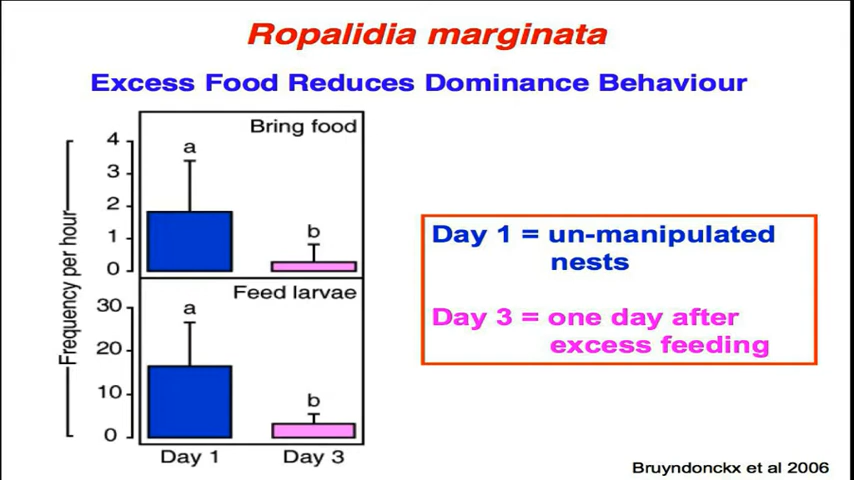 Ropalidia marginata
Excess Food Reduces Dominance Behaviour
Frequency per hour
Bring food
4
3
2
1
0
a
b
Feed larvae
30
20
10
0
a
b
Day 1
Day 3
Day 1 = un-manipulated
nests
Day 3 = one day after
excess feeding
Bruyndonckx et al 2006